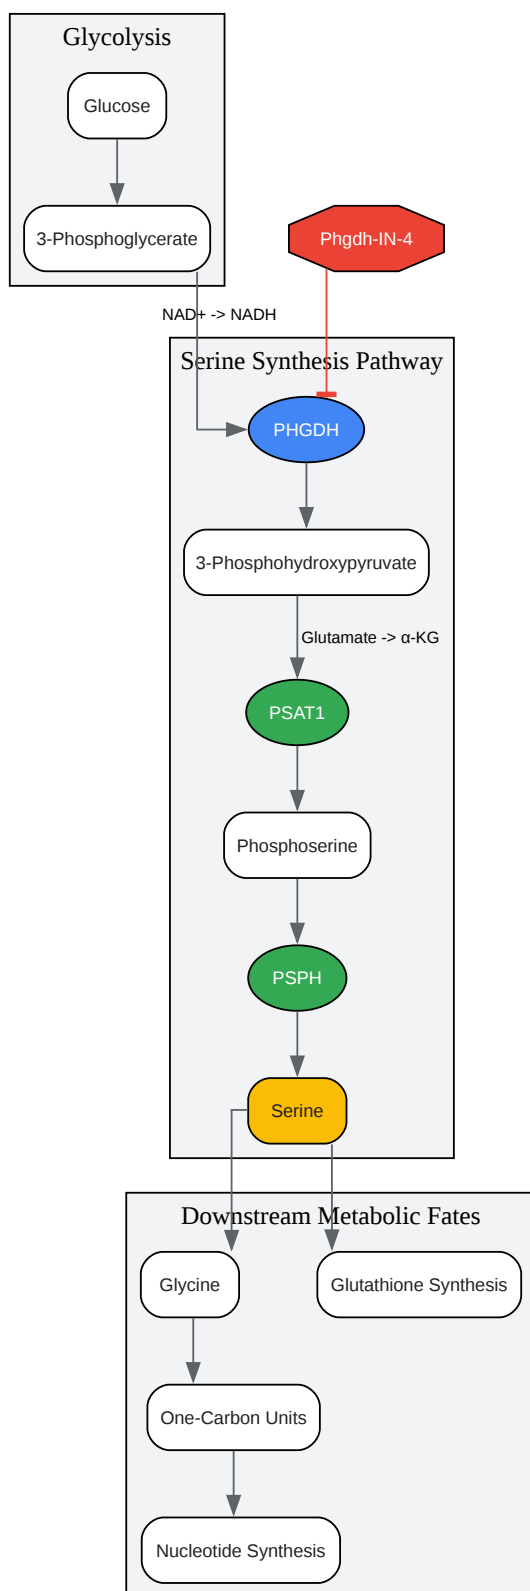 Glycolysis
Glucose
3-Phosphoglycerate
Phgdh-IN-4
NAD+ -> NADH
Serine Synthesis Pathway
PHGDH
3-Phosphohydroxypyruvate
Glutamate -> α-KG
PSAT1
Phosphoserine
PSPH
Serine
Downstream Metabolic Fates
Glycine
Glutathione Synthesis
One-Carbon Units
Nucleotide Synthesis